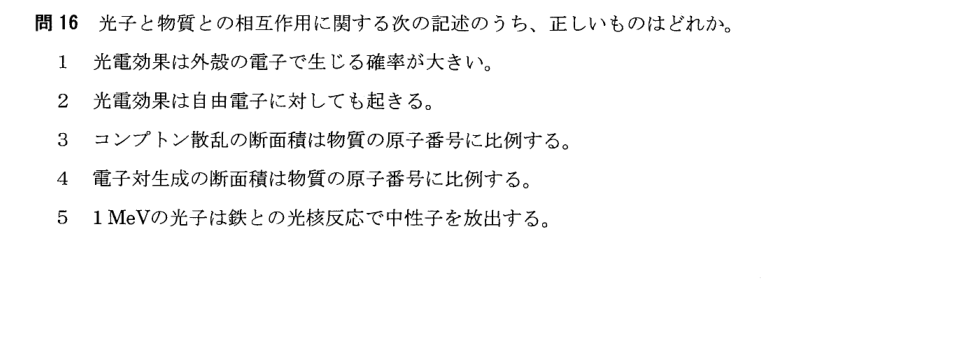 問16 光子と物質との相互作用に関する次の記述のうち、正しいものはどれか。
1 光電効果は外殻の電子で生じる確率が大きい。
2 光電効果は自由電子に対しても起きる。
3 コンプトン散乱の断面積は物質の原子番号に比例する。
4 電子対生成の断面積は物質の原子番号に比例する。
5 1 MeVの光子は鉄との光核反応で中性子を放出する。